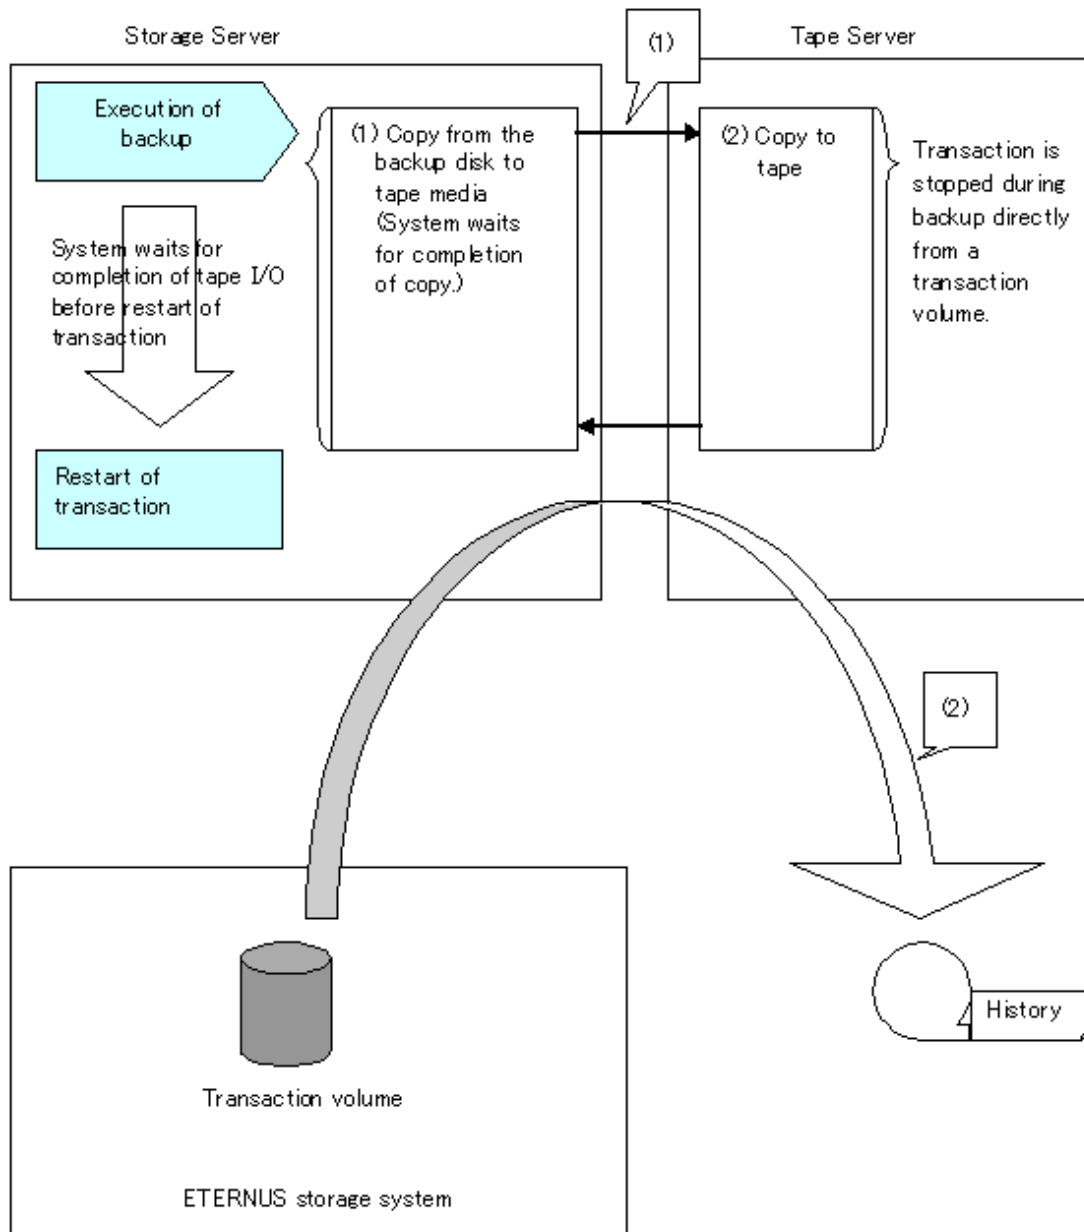 Storage Server
(1)
Tape Server
Execution of
backup
(1) Copy from the
backup disk to
tape media
(System waits
for completion
of copy.)
(2) Copy to
tape
Transaction is
stopped during
backup directly
from a
transaction
volume.
System waits for
completion of tape I/O
before restart of
transaction
Restart of
transaction
(2)
History
Transaction volume
ETERNUS storage system